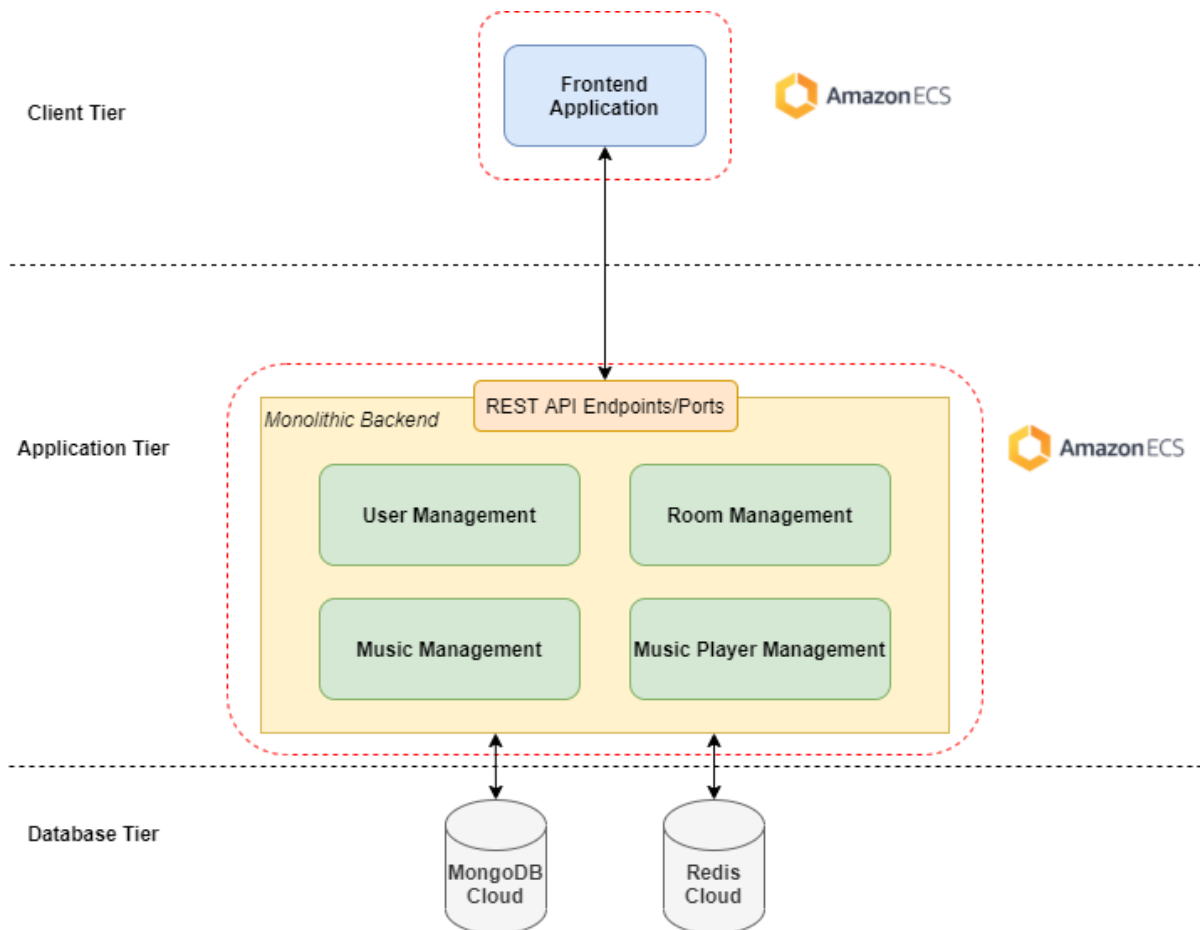 Frontend
Application
Amazon ECS
Client Tier
REST API Endpoints/Ports
Monolithic Backend
Application Tier
Amazon ECS
User Management
Room Management
Music Management
Music Player Management
Database Tier
MongoDB
Cloud
Redis
Cloud